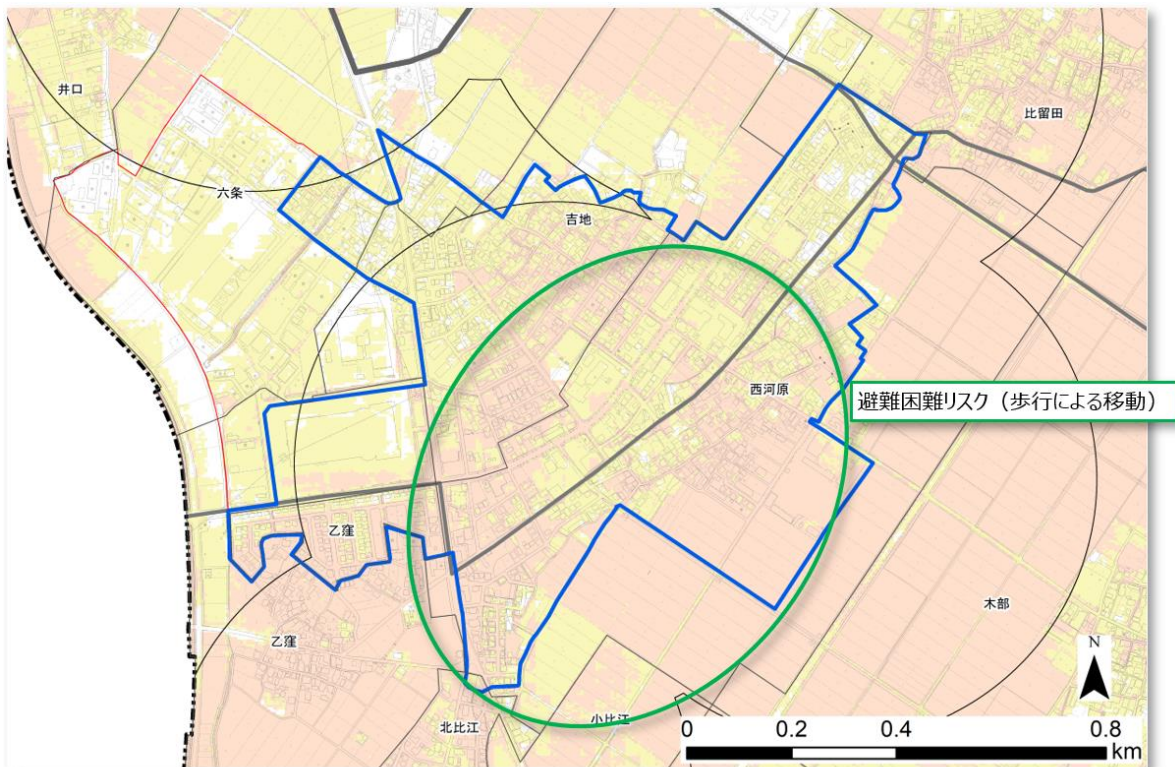 井口
比留田
六条
吉地
西河原
避難困難リスク（歩行による移動）
乙窪
木部
乙窪
N
北比江
小比江
0 0.2 0.4 0.8
km